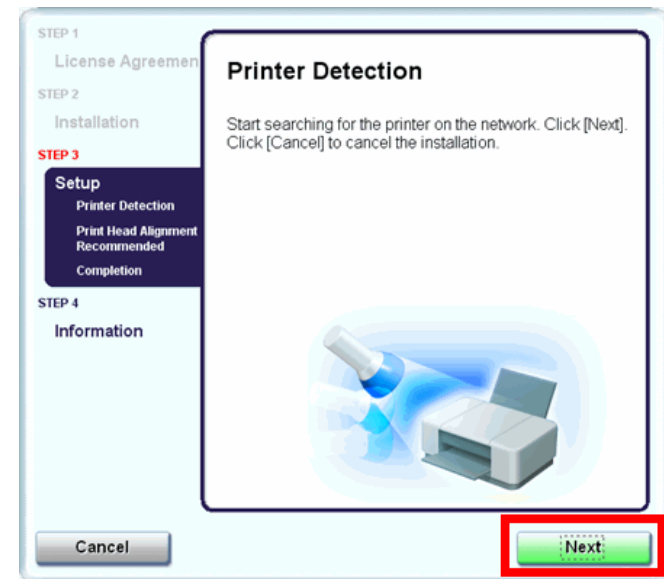 STEP 1
License Agreemen
STEP 2
Installation
STEP 3
Setup
Printer Detection
Print Head Alignment
Recommended
Completion
STEP 4
Information
Printer Detection
Start searching for the printer on the network. Click [Next].
Click [Cancel] to cancel the installation.
Cancel
Next